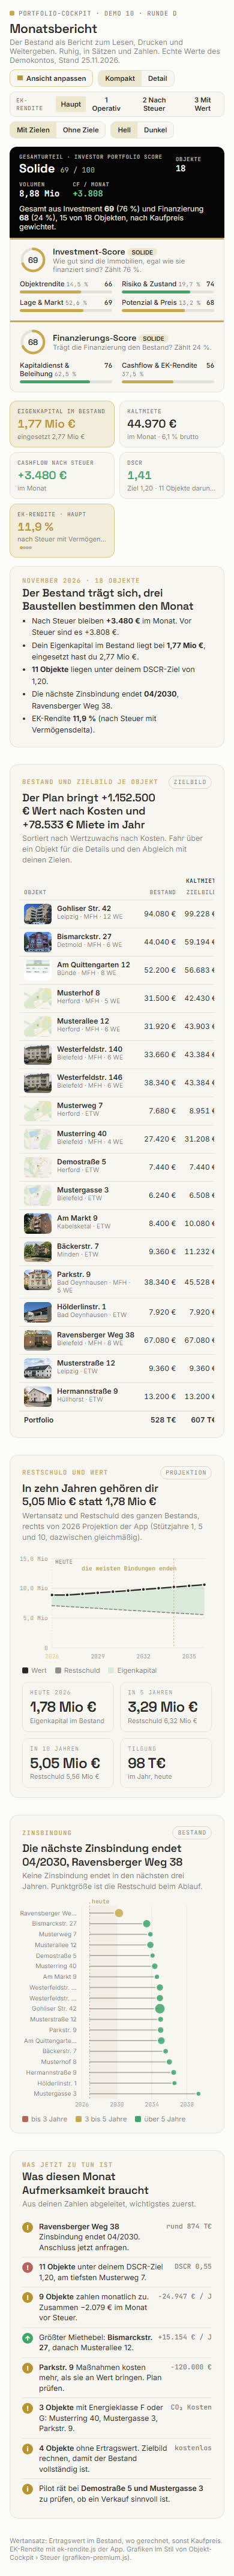 PORTFOLIO-COCKPIT · DEMO 10 · RUNDE D
Monatsbericht
Der Bestand als Bericht zum Lesen, Drucken und
Weitergeben. Ruhig, in Sätzen und Zahlen. Echte Werte des
Demokontos, Stand 25.11.2026.
Ansicht anpassen
Kompakt
Detail
EK-RENDITE
Haupt
1 Operativ
2 Nach Steuer
3 Mit Wert
Mit Zielen
Ohne Ziele
Hell
Dunkel
GESAMTURTEIL · INVESTOR PORTFOLIO SCORE
Solide 69 / 100
OBJEKTE
18
VOLUMEN
8,88 Mio
CF / MONAT
+3.808
Gesamt aus Investment 69 (76 %) und Finanzierung
68 (24 %), 15 von 18 Objekten, nach Kaufpreis
gewichtet.
69
Investment-Score SOLIDE
Wie gut sind die Immobilien, egal wie sie
finanziert sind? Zählt 76 %.
Objektrendite 14,5 % 66
Risiko & Zustand 19,7 % 74
Lage & Markt 52,6 % 69
Potenzial & Preis 13,2 % 68
68
Finanzierungs-Score SOLIDE
Trägt die Finanzierung den Bestand? Zählt 24 %.
Kapitaldienst &
Beleihung 62,5 % 76
Cashflow & EK-Rendite
37,5 % 56
EIGENKAPITAL IM BESTAND
1,77 Mio €
eingesetzt 2,77 Mio €
KALTMIETE
44.970 €
im Monat · 6,1 % brutto
CASHFLOW NACH STEUER
+3.480 €
im Monat
DSCR
1,41
Ziel 1,20 · 11 Objekte darun...
EK-RENDITE · HAUPT
11,9 %
nach Steuer mit Vermögen...
NOVEMBER 2026 · 18 OBJEKTE
Der Bestand trägt sich, drei
Baustellen bestimmen den Monat
• Nach Steuer bleiben +3.480 € im Monat. Vor
Steuer sind es +3.808 €.
• Dein Eigenkapital im Bestand liegt bei 1,77 Mio €,
eingesetzt hast du 2,77 Mio €.
• 11 Objekte liegen unter deinem DSCR-Ziel von
1,20.
• Die nächste Zinsbindung endet 04/2030,
Ravensberger Weg 38.
• EK-Rendite 11,9 % (nach Steuer mit
Vermögensdelta).
BESTAND UND ZIELBILD JE OBJEKT
ZIELBILD
Der Plan bringt +1.152.500
€ Wert nach Kosten und
+78.533 € Miete im Jahr
Sortiert nach Wertzuwachs nach Kosten. Fahr über
ein Objekt für die Details und den Abgleich mit
deinen Zielen.
KALTMIET
OBJEKT BESTAND ZIELBIL
Gohliser Str. 42 94.080 € 99.228 €
Leipzig · MFH · 12 WE
Bismarckstr. 27 44.040 € 59.194 €
Detmold · MFH · 6 WE
Am Quittengarten 12 52.200 € 56.683 €
Bünde · MFH · 8 WE
Musterhof 8 31.500 € 42.430 €
Herford · MFH · 5 WE
Musterallee 12 31.920 € 43.903 €
Herford · MFH · 6 WE
Westerfeldstr. 140 33.660 € 43.384 €
Bielefeld · MFH · 6 WE
Westerfeldstr. 146 38.340 € 43.384 €
Bielefeld · MFH · 6 WE
Musterweg 7 7.680 € 8.951 €
Herford · ETW
Musterring 40 27.420 € 31.208 €
Bielefeld · MFH · 4 WE
Demostraße 5 7.440 € 7.440 €
Herford · ETW
Mustergasse 3 6.240 € 6.508 €
Bielefeld · ETW
Am Markt 9 8.400 € 10.080 €
Kabelsketal · ETW
Bäckerstr. 7 9.360 € 11.232 €
Minden · ETW
Parkstr. 9 38.340 € 45.528 €
Bad Oeynhausen · MFH ·
5 WE
Hölderlinstr. 1 7.920 € 7.920 €
Bad Oeynhausen · ETW
Ravensberger Weg 38 67.080 € 67.080 €
Bielefeld · MFH · 8 WE
Musterstraße 12 9.360 € 9.360 €
Leipzig · ETW
Hermannstraße 9 13.200 € 13.200 €
Hüllhorst · ETW
Portfolio 528 T€ 607 T€
RESTSCHULD UND WERT
PROJEKTION
In zehn Jahren gehören dir
5,05 Mio € statt 1,78 Mio €
Wertansatz und Restschuld des ganzen Bestands,
rechts von 2026 Projektion der App (Stützjahre 1, 5
und 10, dazwischen gleichmäßig).
15,0 Mio
HEUTE
die meisten Bindungen enden
10,0 Mio
5,0 Mio
0
2026 2029 2032 2035
Wert
Restschuld
Eigenkapital
HEUTE 2026
1,78 Mio €
Eigenkapital im Bestand
IN 5 JAHREN
3,29 Mio €
Restschuld 6,32 Mio €
IN 10 JAHREN
5,05 Mio €
Restschuld 5,56 Mio €
TILGUNG
98 T€
im Jahr, heute
ZINSBINDUNG
BESTAND
Die nächste Zinsbindung endet
04/2030, Ravensberger Weg 38
Keine Zinsbindung endet in den nächsten drei
Jahren. Punktgröße ist die Restschuld beim Ablauf.
heute
Ravensberger We...
Bismarckstr. 27
Musterweg 7
Musterallee 12
Demostraße 5
Musterring 40
Am Markt 9
Westerfeldstr. ...
Westerfeldstr. ...
Gohliser Str. 42
Musterstraße 12
Parkstr. 9
Am Quittengarte...
Bäckerstr. 7
Musterhof 8
Hermannstraße 9
Hölderlinstr. 1
Mustergasse 3
2026 2030 2034 2038
bis 3 Jahre
3 bis 5 Jahre
über 5 Jahre
WAS JETZT ZU TUN IST
Was diesen Monat
Aufmerksamkeit braucht
Aus deinen Zahlen abgeleitet, wichtigstes zuerst.
! Ravensberger Weg 38 rund 874 T€
Zinsbindung endet 04/2030.
Anschluss jetzt anfragen.
! 11 Objekte unter deinem DSCR-Ziel DSCR 0,55
1,20, am tiefsten Musterweg 7.
! 9 Objekte zahlen monatlich zu. -24.947 € / J
Zusammen −2.079 € im Monat
vor Steuer.
Größter Miethebel: Bismarckstr. +15.154 € / J
27, danach Musterallee 12.
! Parkstr. 9 Maßnahmen kosten -120.000 €
mehr, als sie an Wert bringen. Plan
prüfen.
! 3 Objekte mit Energieklasse F oder CO₂ Kosten
G: Musterring 40, Mustergasse 3,
Parkstr. 9.
! 4 Objekte ohne Ertragswert. Zielbild kostenlos
rechnen, damit der Bestand
vollständig ist.
! Pilot rät bei Demostraße 5 und Mustergasse 3
zu prüfen, ob ein Verkauf sinnvoll ist.
Wertansatz: Ertragswert im Bestand, wo gerechnet, sonst Kaufpreis.
EK-Rendite mit ek-rendite.js der App. Grafiken im Stil von Objekt-
Cockpit › Steuer (grafiken-premium.js).